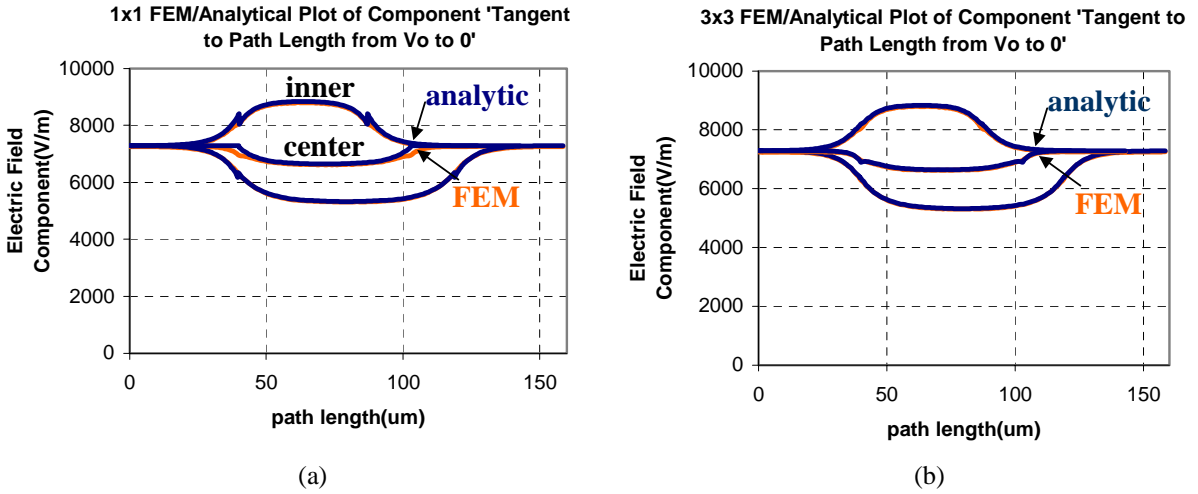 1x1 FEM/Analytical Plot of Component 'Tangent
to Path Length from Vo to 0'
10000
8000
6000
4000
2000
0
Electric Field
Component(V/m)
inner
analytic
center
FEM
0
50
100
150
path length(um)
(a)
3x3 FEM/Analytical Plot of Component 'Tangent to
Path Length from Vo to 0'
10000
8000
6000
4000
2000
0
Electric Field
Component(V/m)
analytic
FEM
0
50
100
150
path length(um)
(b)